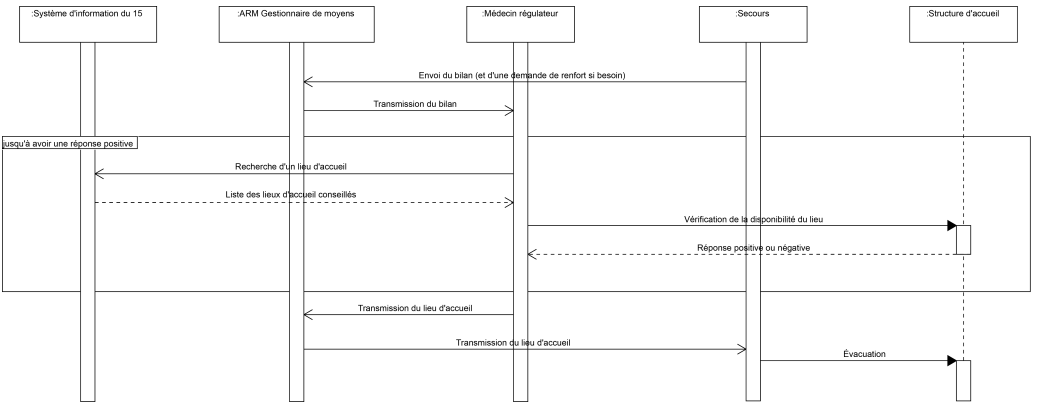 :Système d'information du 15
:ARM Gestionnaire de moyens
:Médecin régulateur
:Secours
:Structure d'accueil
Envoi du bilan (et d'une demande de renfort si besoin)
Transmission du bilan
jusqu'à avoir une réponse positive
Recherche d'un lieu d'accueil
Liste des lieux d'accueil conseillés
Vérification de la disponibilité du lieu
Réponse positive ou négative
Transmission du lieu d'accueil
Transmission du lieu d'accueil
Évacuation